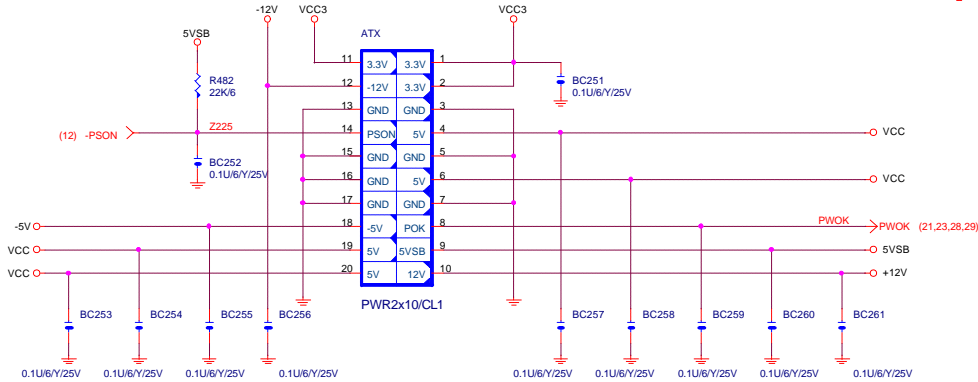 -12V VCC3 VCC3
5VSB ATX
11 3.3V 3.3V 1
R482 BC251
22K/6 12 -12V 3.3V 2 0.1U/6/Y/25V
13 GND GND 3
(12) -PSON Z225 14 PSON 5V 4 VCC
BC252 15 GND GND 5
0.1U/6/Y/25V
16 GND 5V 6 VCC
17 GND GND 7
-5V 18 -5V POK 8 PWOK PWOK (21,23,28,29)
VCC 19 5V 5VSB 9 5VSB
VCC 20 5V 12V 10 +12V
PWR2x10/CL1
BC253 BC254 BC255 BC256 BC257 BC258 BC259 BC260 BC261
0.1U/6/Y/25V 0.1U/6/Y/25V 0.1U/6/Y/25V 0.1U/6/Y/25V 0.1U/6/Y/25V 0.1U/6/Y/25V 0.1U/6/Y/25V 0.1U/6/Y/25V